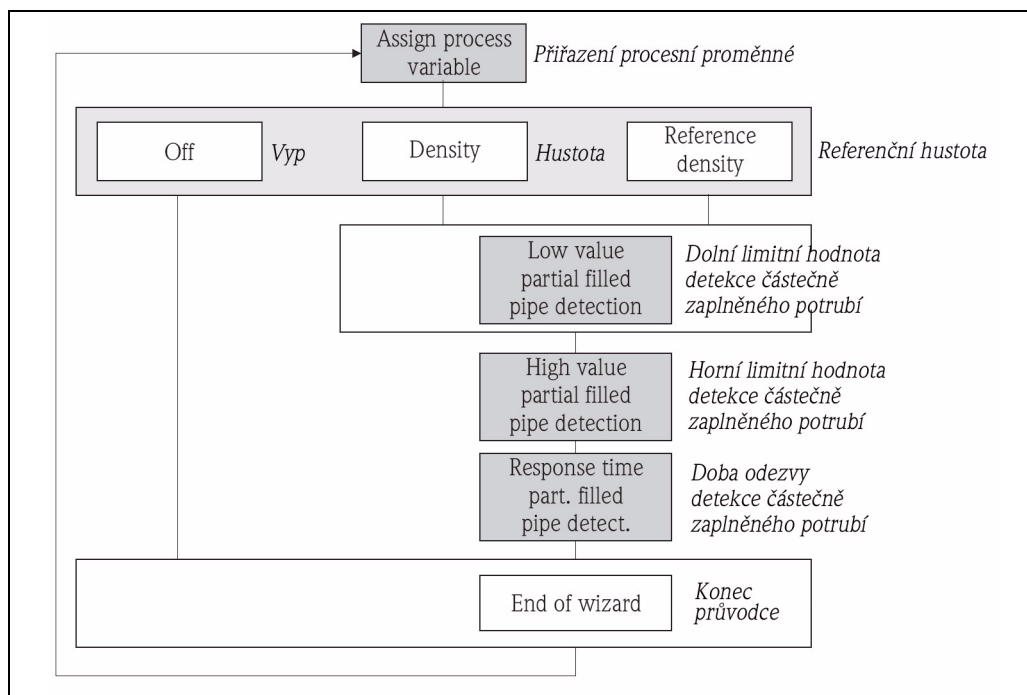 Assign process
variable
Přiřazení procesní proměnné
Off
Vyp
Density
Hustota
Reference
density
Referenční hustota
Low value
partial filled
pipe detection
Dolní limitní hodnota
detekce částečně
zaplněného potrubí
High value
partial filled
pipe detection
Horní limitní hodnota
detekce částečně
zaplněného potrubí
Response time
part. filled
pipe detect.
Doba odezvy
detekce částečně
zaplněného potrubí
End of wizard
Konec
průvodce